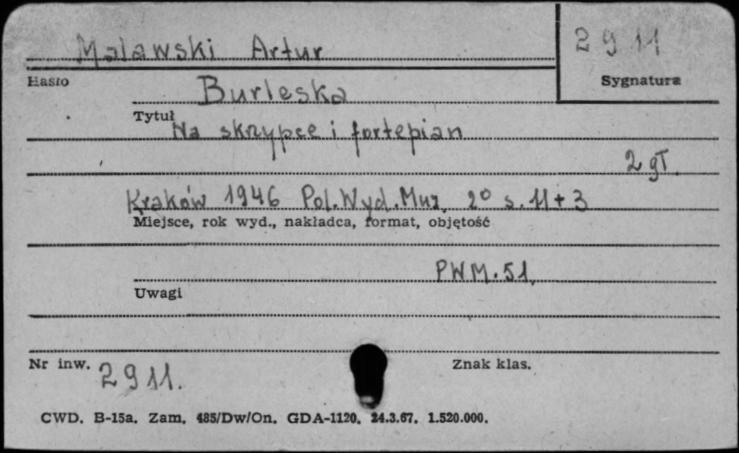 Malawski Artur
2911
Hasło
Sygnatura
Burleska
Tytuł
Na skrzypce i fortepian
2 gł.
Kraków 1946 Pol. Wyd. Muz. 2° s. 11 + 3
Miejsce, rok wyd., nakładca, format, objętość
PWM. 51.
Uwagi
Nr inw. 2911.
Znak klas.
CWD. B-15a. Zam. 485/Dw/On. GDA-1120. 24.3.67. 1.520.000.